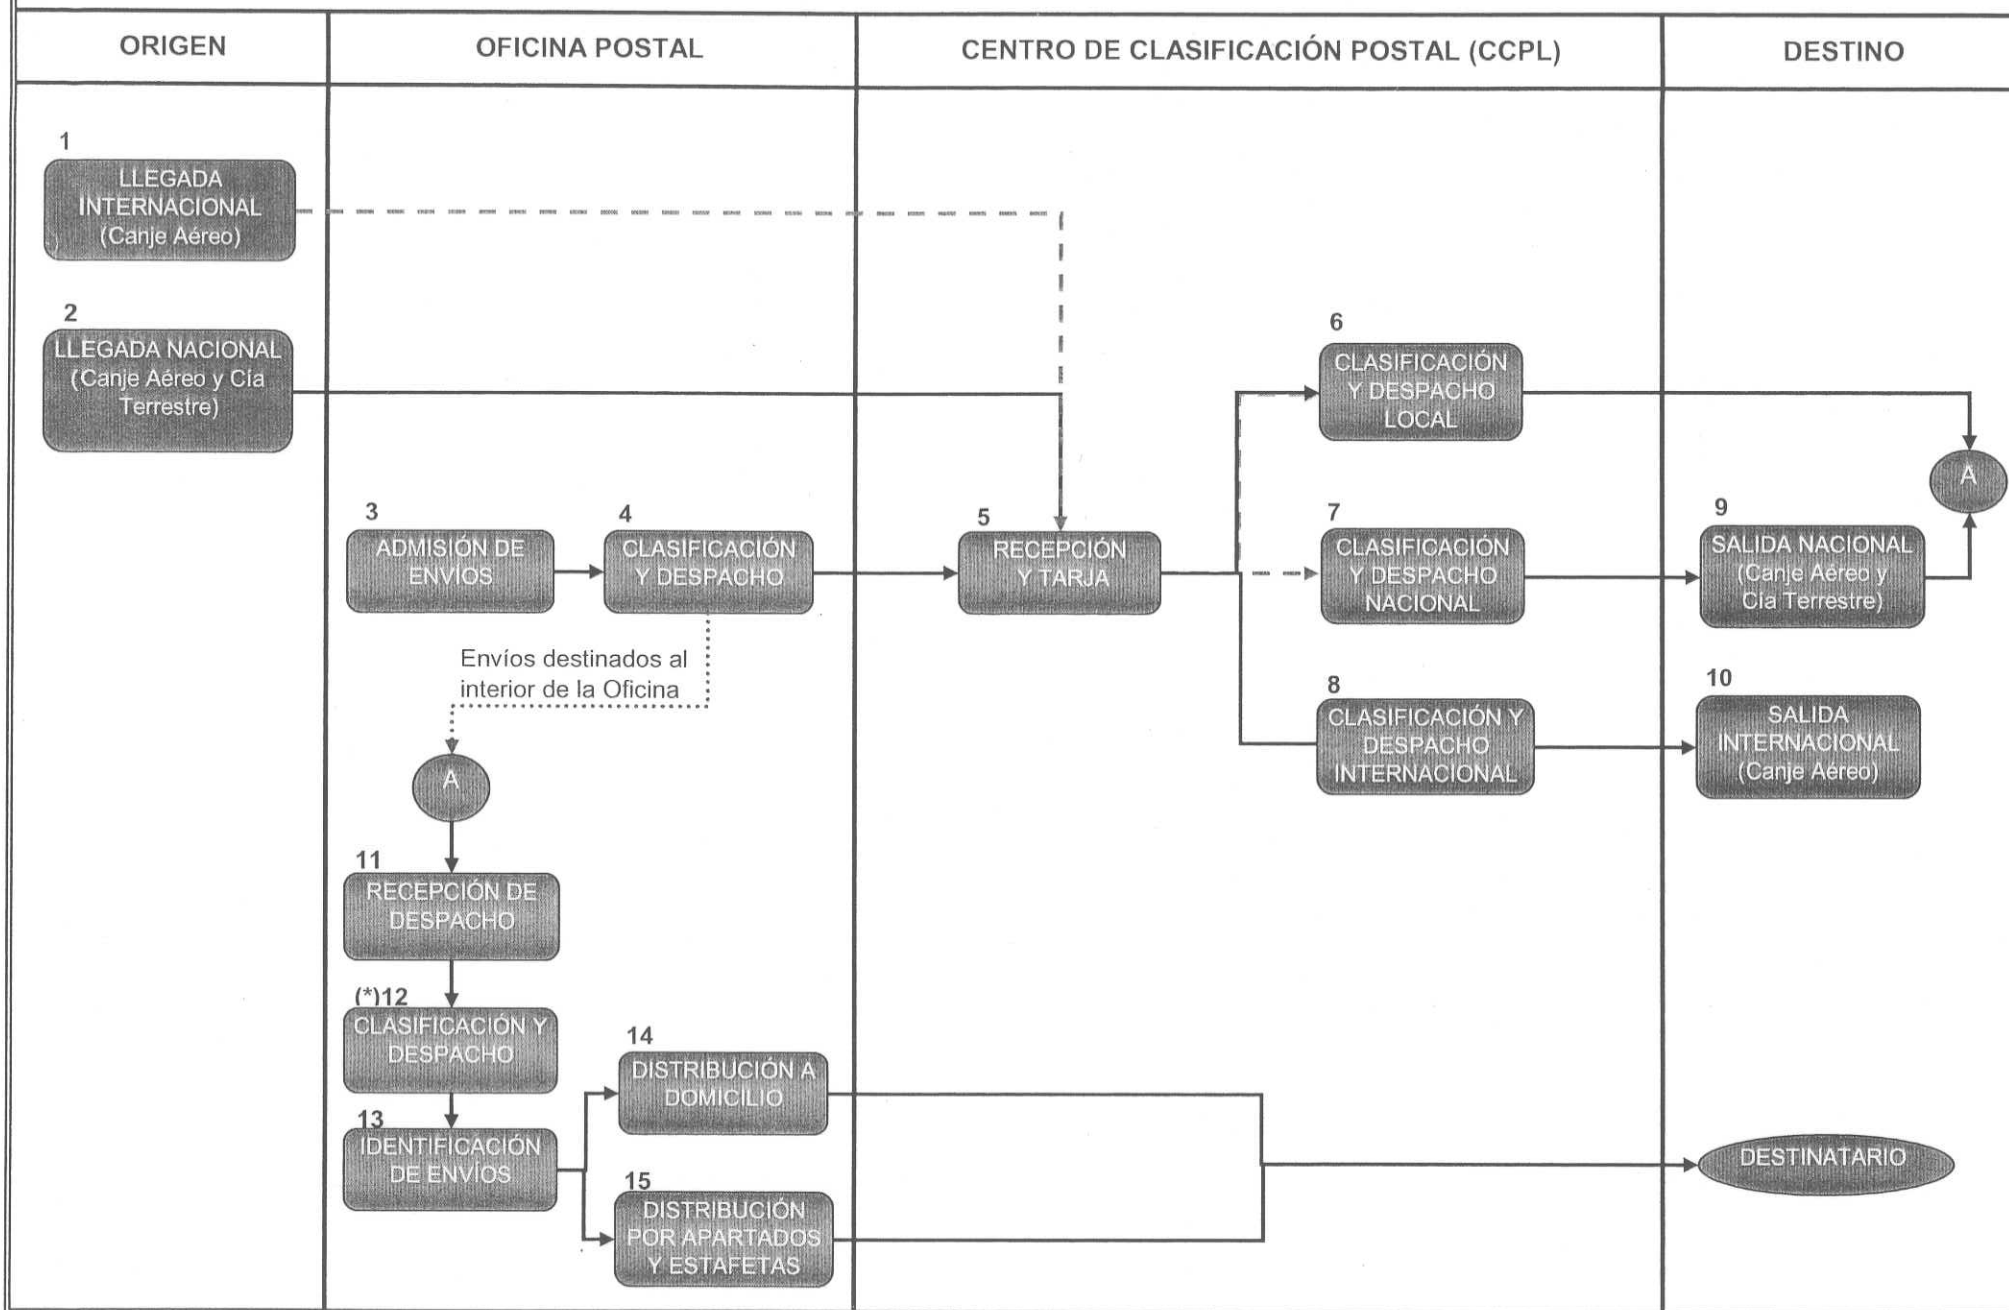 ORIGEN
OFICINA POSTAL
CENTRO DE CLASIFICACIÓN POSTAL (CCPL)
DESTINO
1
LLEGADA
INTERNACIONAL
(Canje Aéreo)
2
LLEGADA NACIONAL
(Canje Aéreo y Cía
Terrestre)
3
ADMISIÓN DE
ENVÍOS
4
CLASIFICACIÓN
Y DESPACHO
5
RECEPCIÓN
Y TARJA
6
CLASIFICACIÓN
Y DESPACHO
LOCAL
7
CLASIFICACIÓN
Y DESPACHO
NACIONAL
8
CLASIFICACIÓN Y
DESPACHO
INTERNACIONAL
A
9
SALIDA NACIONAL
(Canje Aéreo y
Cía Terrestre)
10
SALIDA
INTERNACIONAL
(Canje Aéreo)
Envíos destinados al
interior de la Oficina
A
11
RECEPCIÓN DE
DESPACHO
(*)12
CLASIFICACIÓN Y
DESPACHO
13
IDENTIFICACIÓN
DE ENVÍOS
14
DISTRIBUCIÓN A
DOMICILIO
15
DISTRIBUCIÓN
POR APARTADOS
Y ESTAFETAS
DESTINATARIO